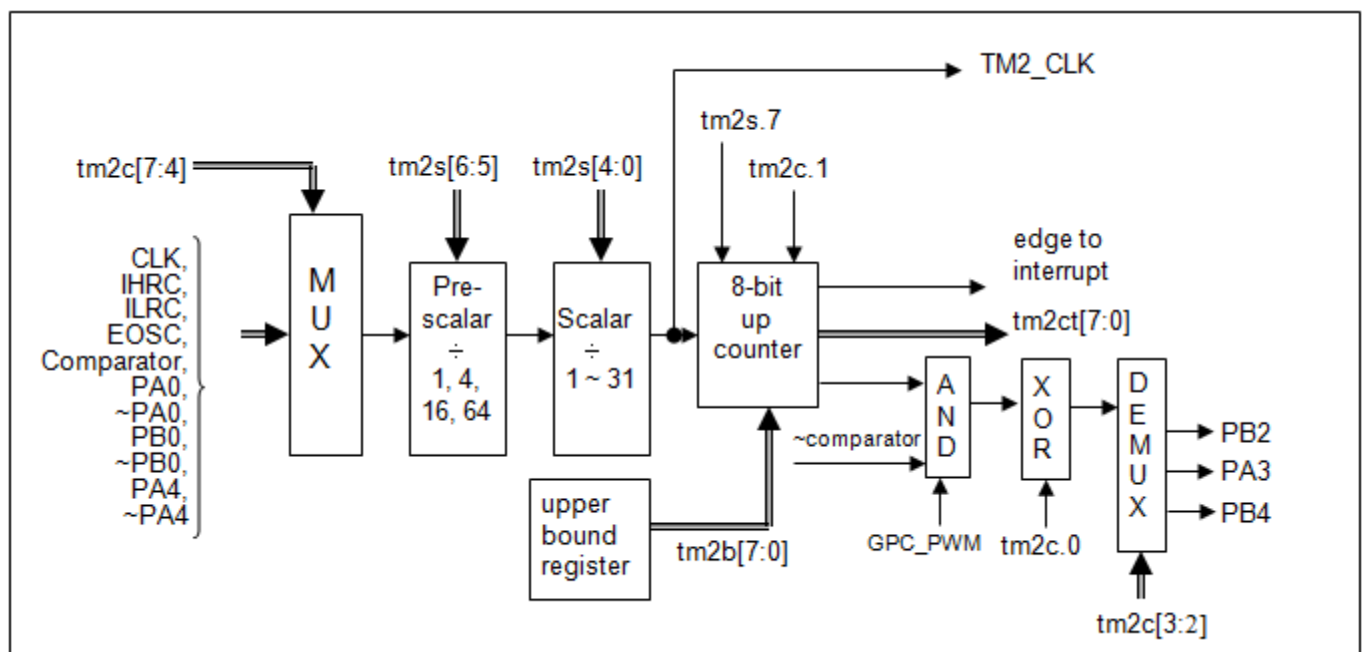 TM2_CLK
tm2s.7
tm2c[7:4]
tm2s[6:5]
tm2s[4:0]
tm2c.1
CLK,
IHRC,
ILRC,
EOSC,
Comparator,
PA0,
~PA0,
PB0,
~PB0,
PA4,
~PA4
M
U
X
Pre-
scalar
÷
1, 4,
16, 64
Scalar
÷
1 ~ 31
8-bit
up
counter
edge to
interrupt
tm2ct[7:0]
~comparator
A
N
D
X
O
R
D
E
M
U
X
PB2
PA3
PB4
upper
bound
register
tm2b[7:0]
GPC_PWM
tm2c.0
tm2c[3:2]